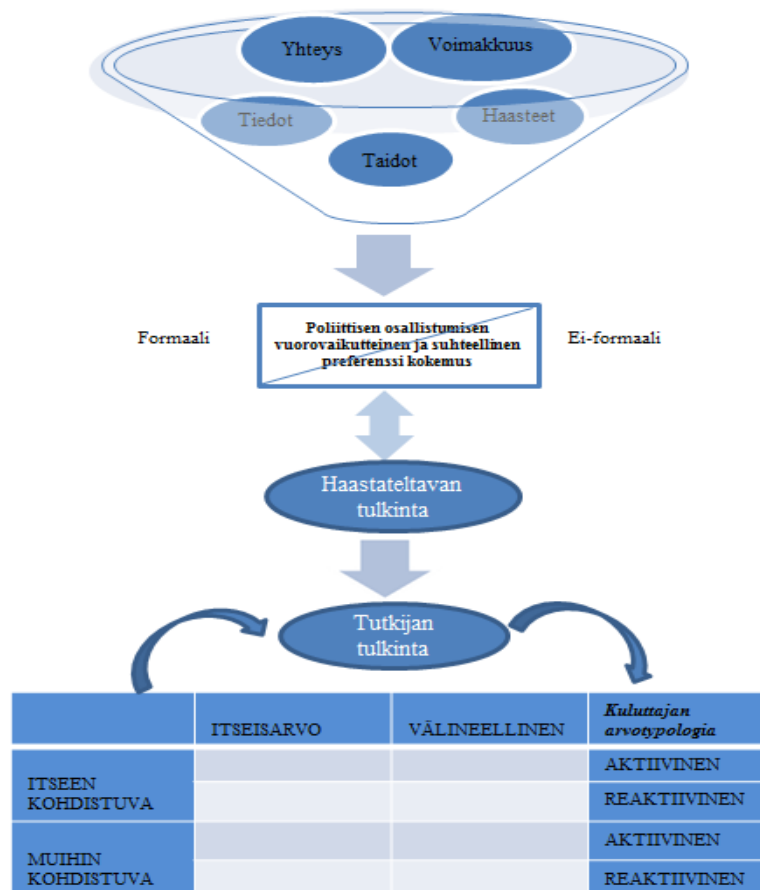 Yhteys
Voimakkuus
Tiedot
Haasteet
Taidot
Formaali
Poliittisen osallistumisen
vuorovaikutteinen ja suhteellinen
preferenssi kokemus
Ei-formaali
Haastateltavan
tulkinta
Tutkijan
tulkinta
ITSEISARVO
VÄLINEELLINEN
Kuluttajan
arvotypologia
ITSEEN
KOHDISTUVA
AKTIIVINEN
REAKTIIVINEN
MUIHIN
KOHDISTUVA
AKTIIVINEN
REAKTIIVINEN